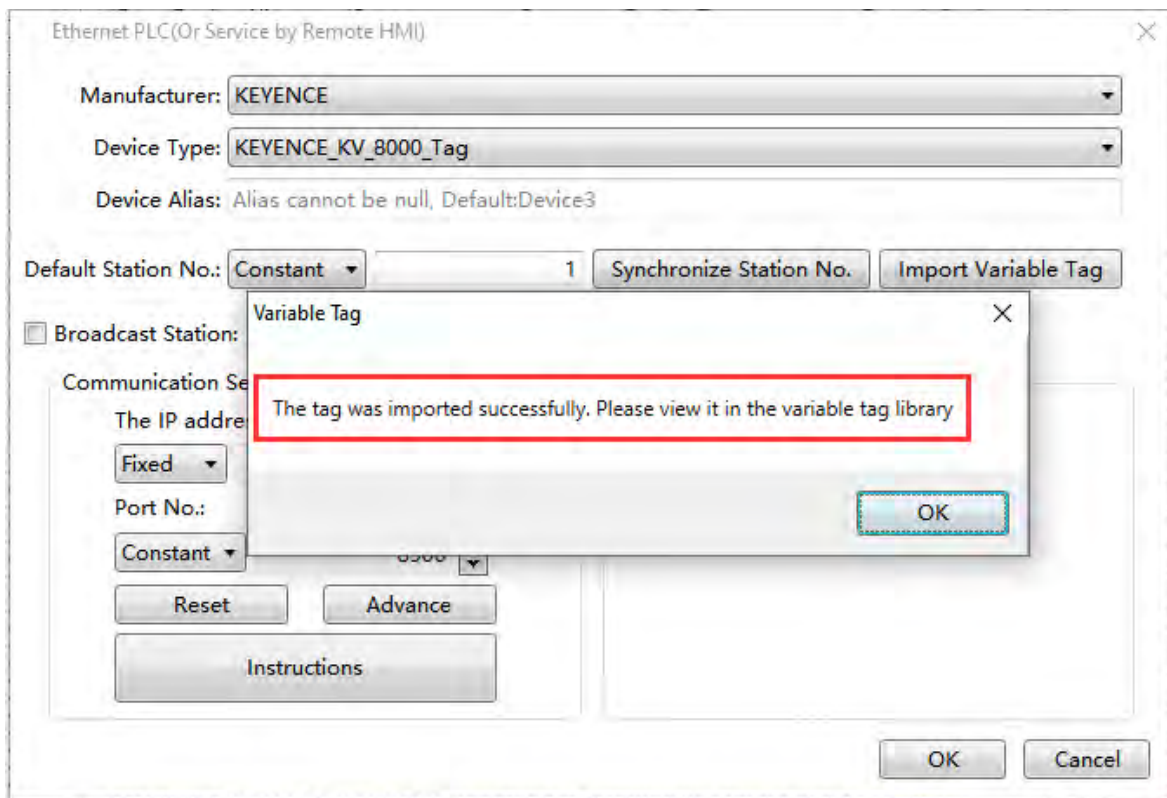 Ethernet PLC(Or Service by Remote HMI)
Manufacturer: KEYENCE
Device Type: KEYENCE_KV_8000_Tag
Device Alias: Alias cannot be null, Default:Device3
Default Station No.: Constant 1 Synchronize Station No. Import Variable Tag
Variable Tag
Broadcast Station:
Communication Se
The tag was imported successfully. Please view it in the variable tag library
The IP addre
Fixed
Port No.:
OK
Constant
Reset Advance
Instructions
OK Cancel